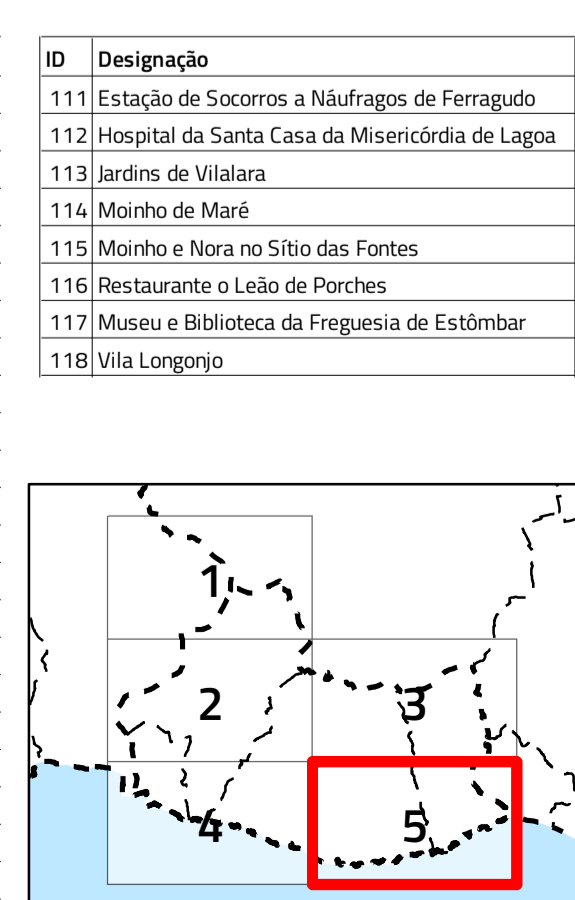 ID Designação
111 Estação de Socorros a Náufragos de Ferragudo
112 Hospital da Santa Casa da Misericórdia de Lagoa
113 Jardins de Vilalara
114 Moinho de Maré
115 Moinho e Nora no Sítio das Fontes
116 Restaurante o Leão de Porches
117 Museu e Biblioteca da Freguesia de Estômbar
118 Vila Longonjo
1
2
3
4
5